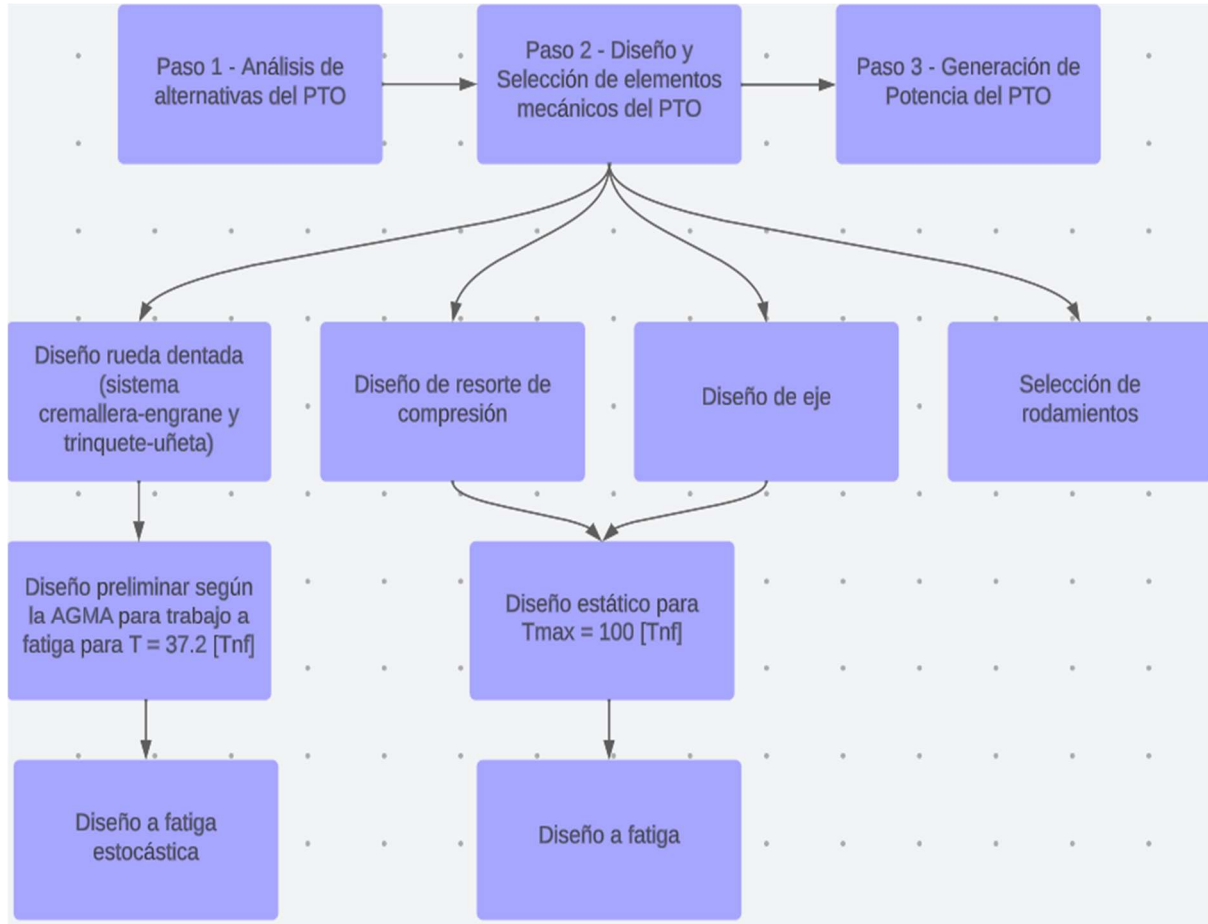 Paso 1 - Análisis de
alternativas del PTO
Paso 2 - Diseño y
Selección de elementos
mecánicos del PTO
Paso 3 - Generación de
Potencia del PTO
Diseño rueda dentada
(sistema
cremallera-engrane y
trinquete-uñeta)
Diseño de resorte de
compresión
Diseño de eje
Selección de
rodamientos
Diseño preliminar según
la AGMA para trabajo a
fatiga para T = 37.2 [Tnf]
Diseño estático para
Tmax = 100 [Tnf]
Diseño a fatiga
estocástica
Diseño a fatiga